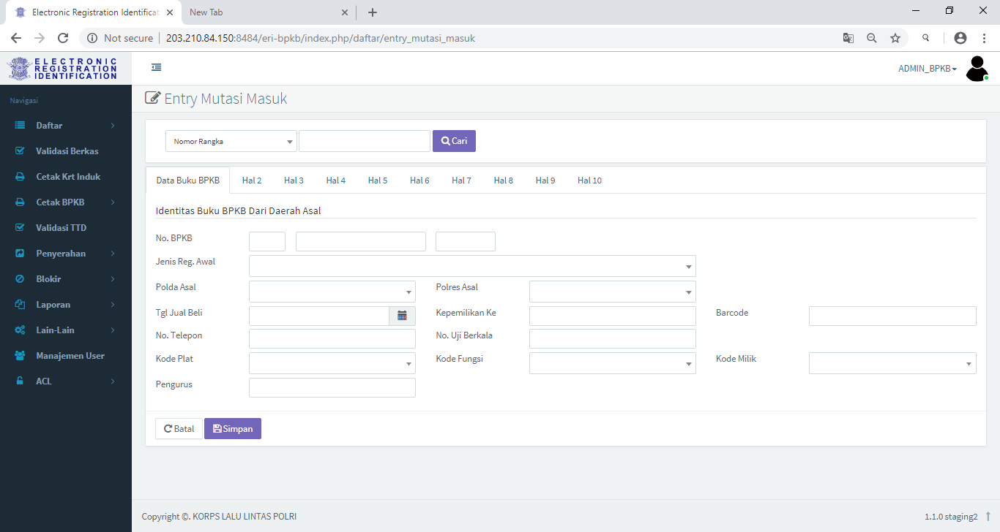 Electronic Registration Identificat
New Tab
Not secure
203.210.84.150:8484/eri-bpkb/index.php/daftar/entry_mutasi_masuk
ELECTRONIC
REGISTRATION
IDENTIFICATION
ADMIN_BPKB
Navigasi
Daftar
Validasi Berkas
Cetak Krt Induk
Cetak BPKB
Validasi TTD
Penyerahan
Blokir
Laporan
Lain-Lain
Manajemen User
ACL
Entry Mutasi Masuk
Nomor Rangka
Cari
Data Buku BPKB Hal 2 Hal 3 Hal 4 Hal 5 Hal 6 Hal 7 Hal 8 Hal 9 Hal 10
Identitas Buku BPKB Dari Daerah Asal
No. BPKB
Jenis Reg. Awal
Polda Asal Polres Asal
Tgl Jual Beli Kepemilikan Ke Barcode
No. Telepon No. Uji Berkala
Kode Plat Kode Fungsi Kode Milik
Pengurus
Batal Simpan
Copyright ©. KORPS LALU LINTAS POLRI 1.1.0 staging2